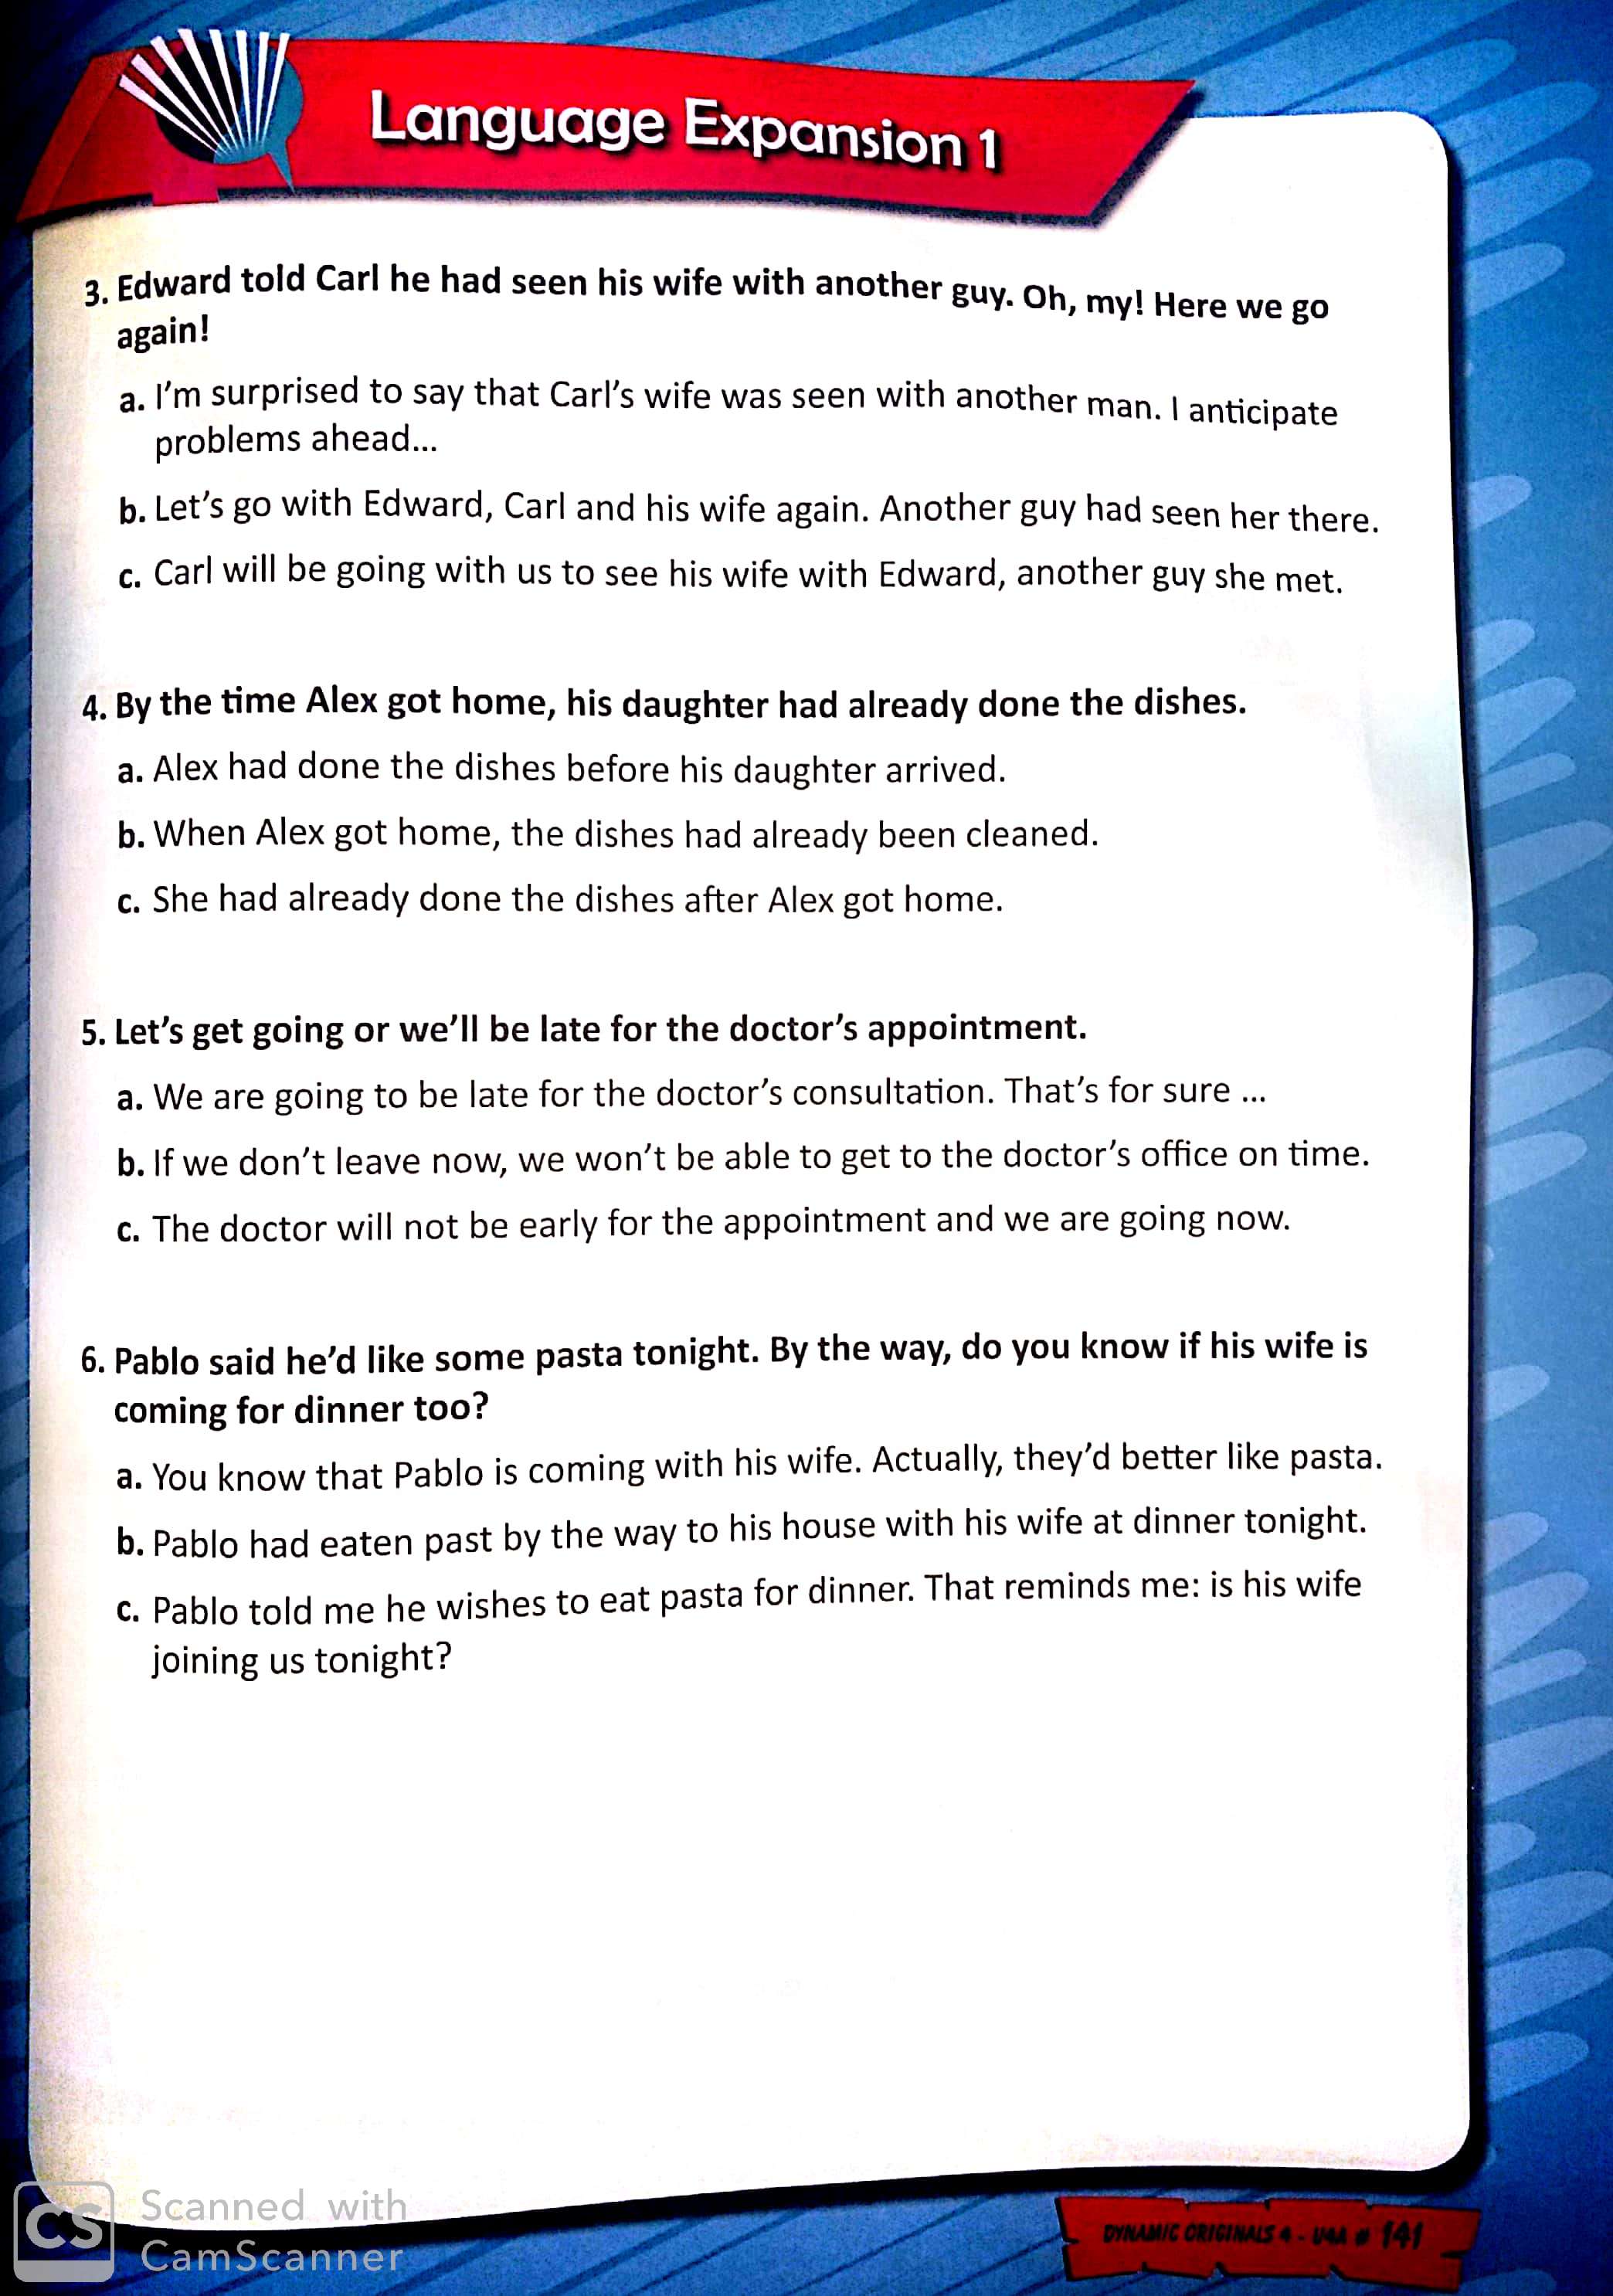 Language Expansion 1
3. Edward told Carl he had seen his wife with another guy. Oh, my! Here we go
again!
a. I'm surprised to say that Carl's wife was seen with another man. I anticipate
problems ahead...
b. Let's go with Edward, Carl and his wife again. Another guy had seen her there.
c. Carl will be going with us to see his wife with Edward, another guy she met.
4. By the time Alex got home, his daughter had already done the dishes.
a. Alex had done the dishes before his daughter arrived.
b. When Alex got home, the dishes had already been cleaned.
c. She had already done the dishes after Alex got home.
5. Let's get going or we'll be late for the doctor's appointment.
a. We are going to be late for the doctor's consultation. That's for sure ...
b. If we don't leave now, we won't be able to get to the doctor's office on time.
c. The doctor will not be early for the appointment and we are going now.
6. Pablo said he'd like some pasta tonight. By the way, do you know if his wife is
coming for dinner too?
a. You know that Pablo is coming with his wife. Actually, they'd better like pasta.
b. Pablo had eaten past by the way to his house with his wife at dinner tonight.
c. Pablo told me he wishes to eat pasta for dinner. That reminds me: is his wife
joining us tonight?
DYNAMIC ORIGINALS 4 - 141
CS Scanned with
CamScanner